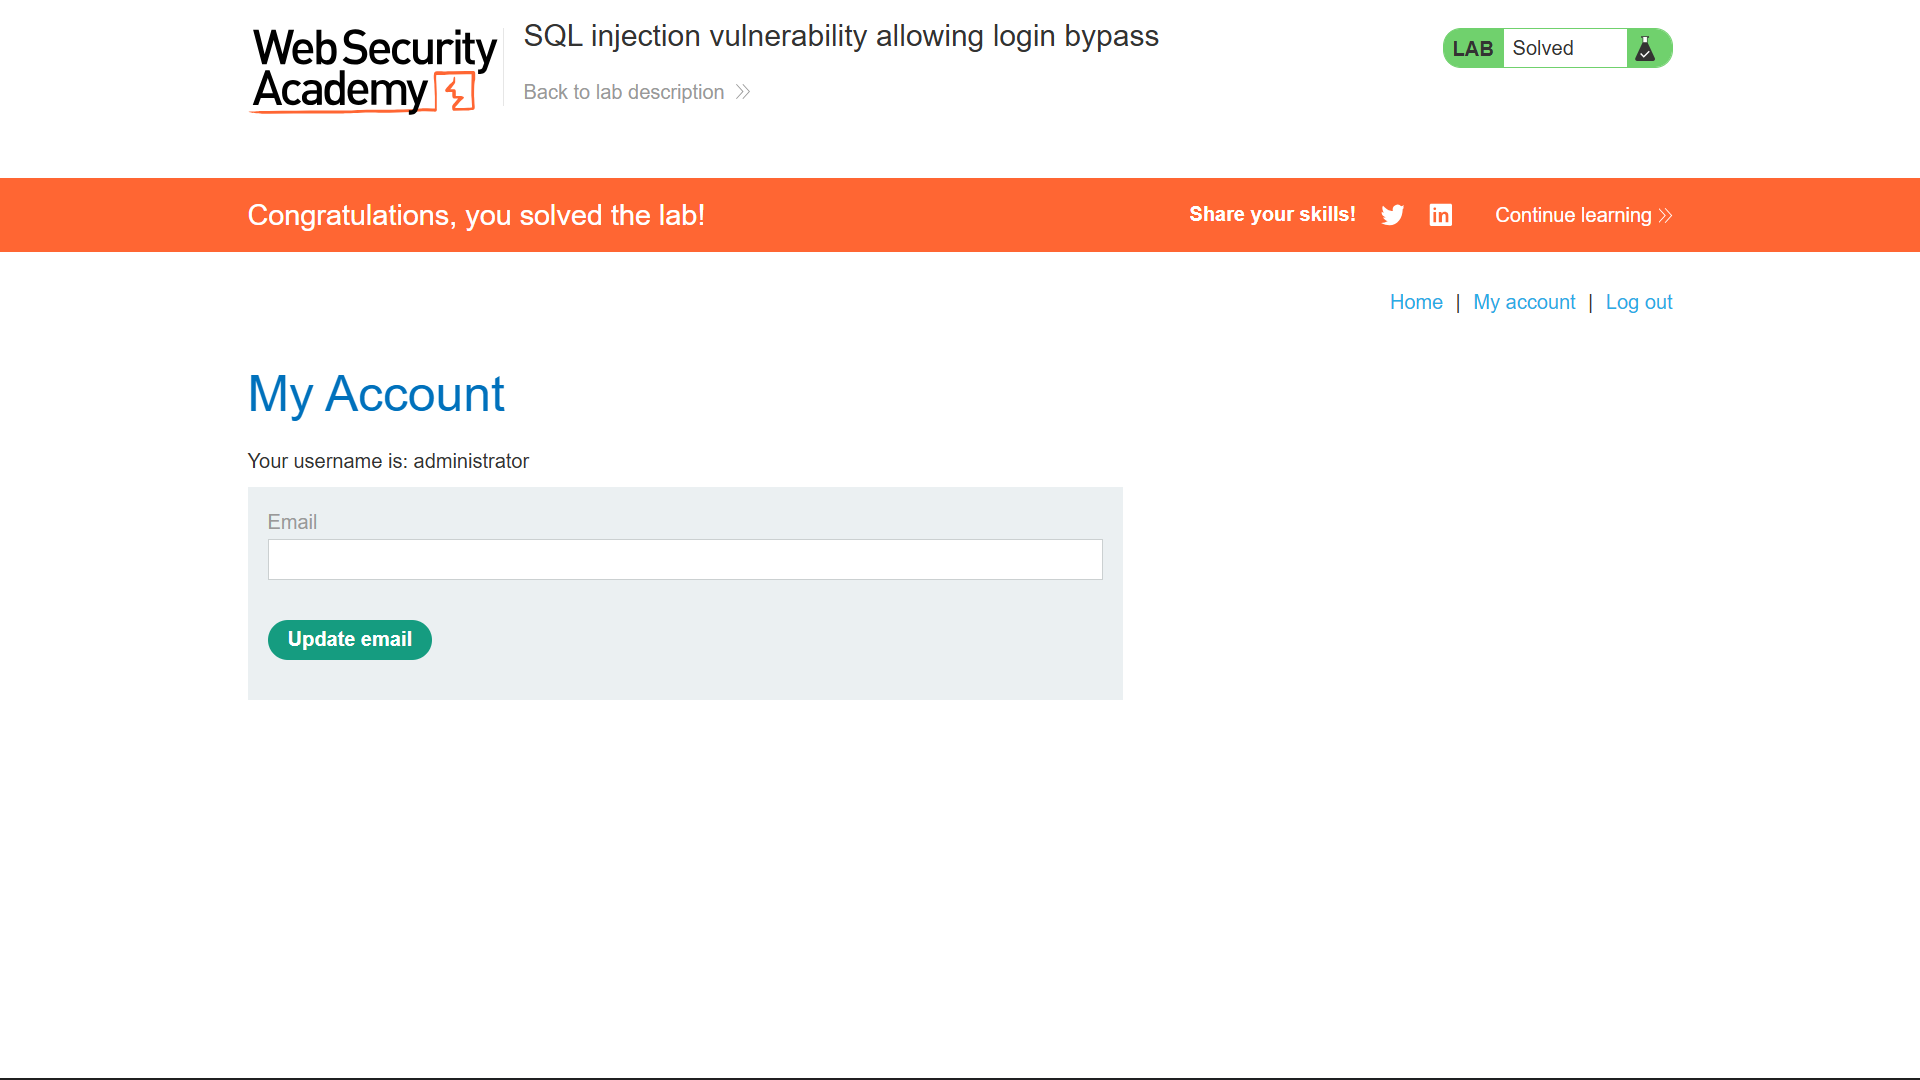 Web Security
Academy
SQL injection vulnerability allowing login bypass
Back to lab description
LAB Solved
Congratulations, you solved the lab!
Share your skills!
Continue learning
Home | My account | Log out
My Account
Your username is: administrator
Email
Update email